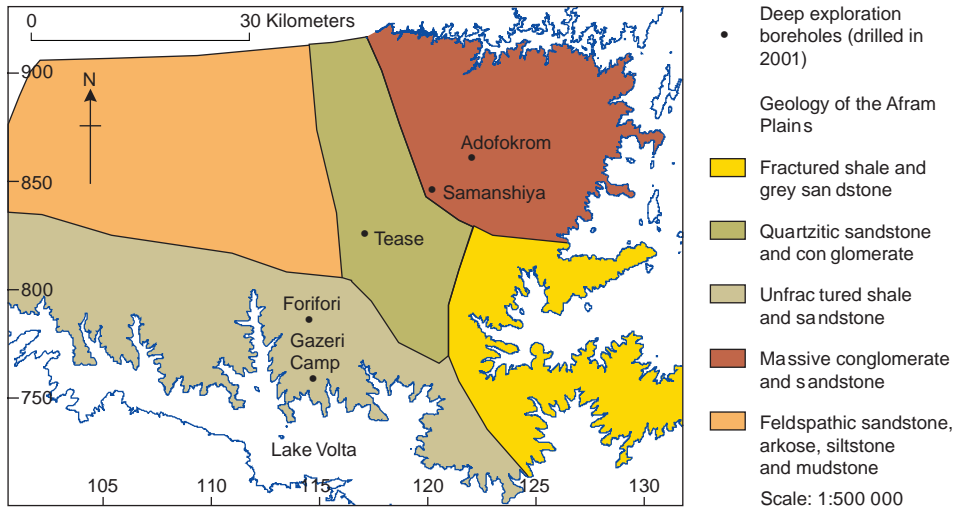 0 30 Kilometers
900
N
850
800
750
Adofokrom
Samanshiya
Tease
Forifori
Gazeri
Camp
Lake Volta
105 110 115 120 125 130
Deep exploration
boreholes (drilled in
2001)
Geology of the Afram
Plains
Fractured shale and
grey san dstone
Quartzitic sandstone
and con glomerate
Unfrac tured shale
and sandstone
Massive conglomerate
and sandstone
Feldspathic sandstone,
arkose, siltstone
and mudstone
Scale: 1:500 000